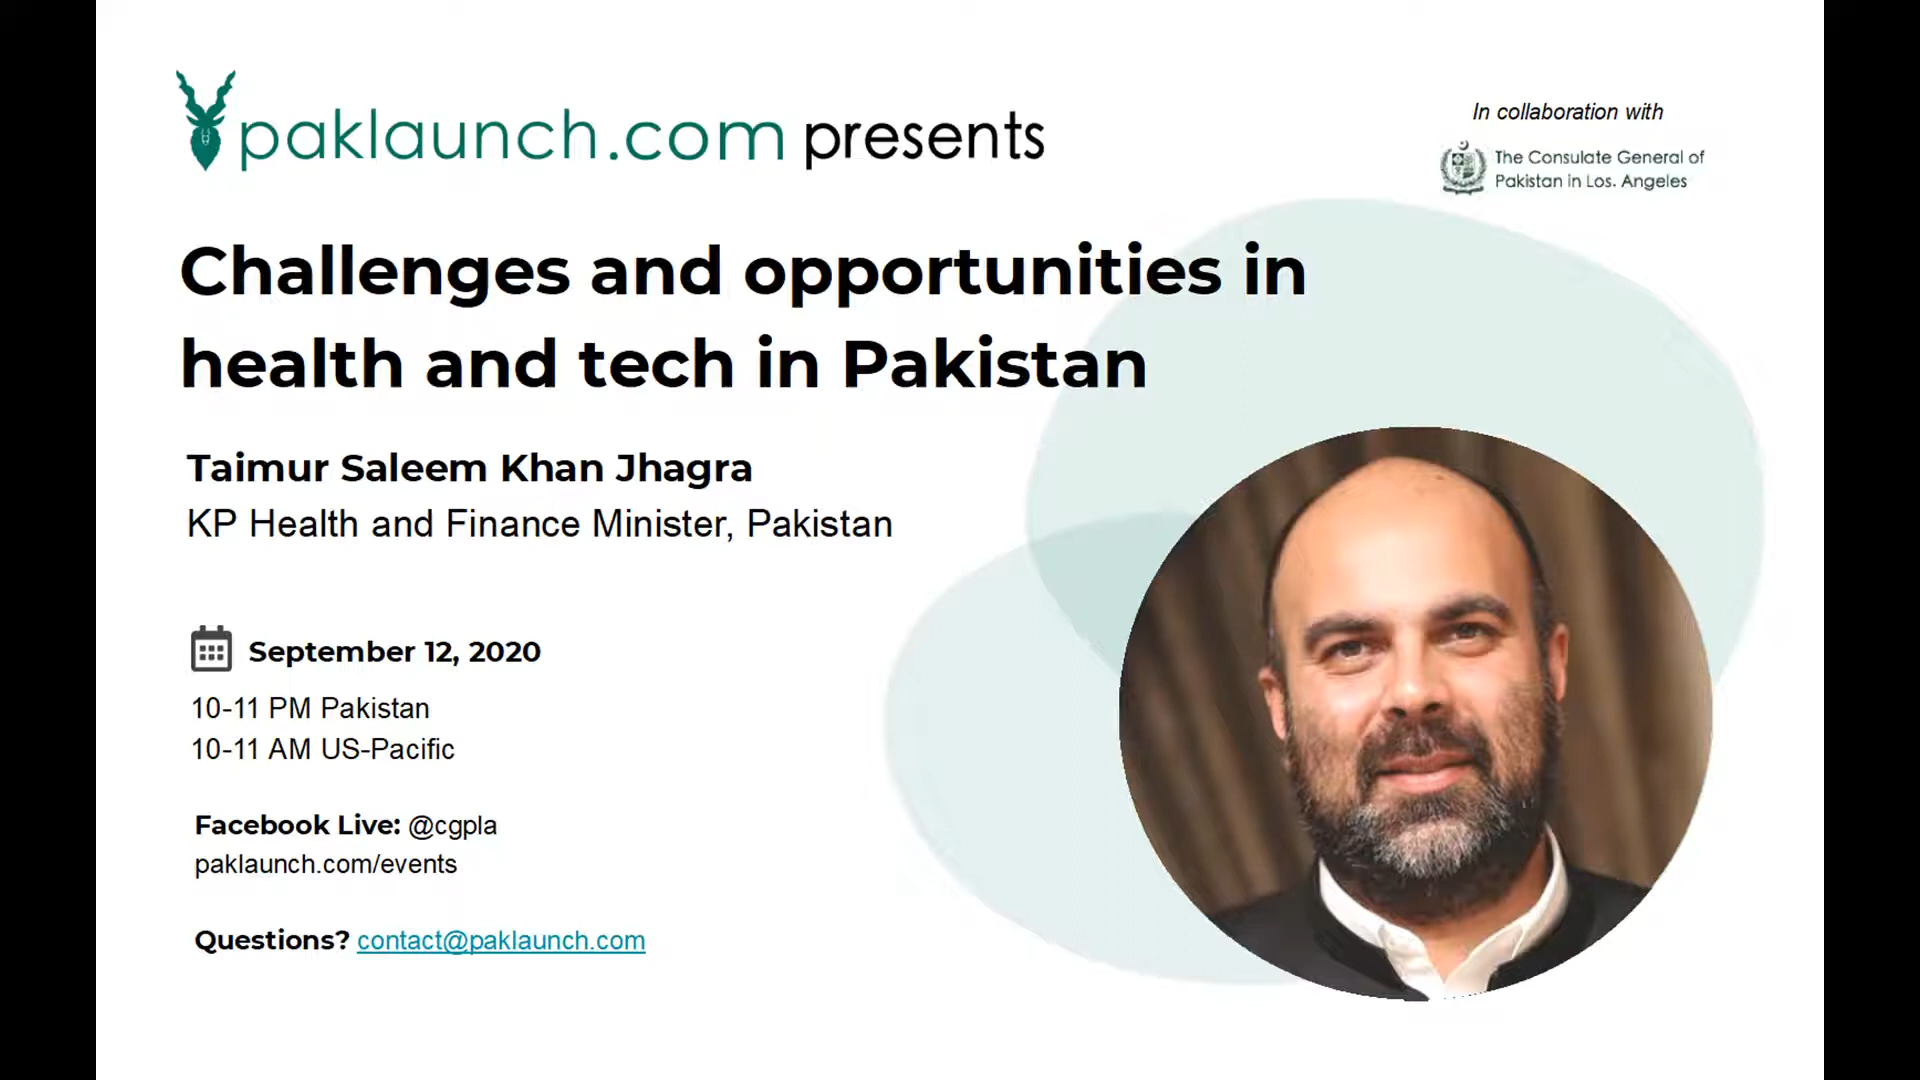 paklaunch.com presents
In collaboration with
The Consulate General of
Pakistan in Los. Angeles
Challenges and opportunities in
health and tech in Pakistan
Taimur Saleem Khan Jhagra
KP Health and Finance Minister, Pakistan
September 12, 2020
10-11 PM Pakistan
10-11 AM US-Pacific
Facebook Live: @cgpla
paklaunch.com/events
Questions? contact@paklaunch.com